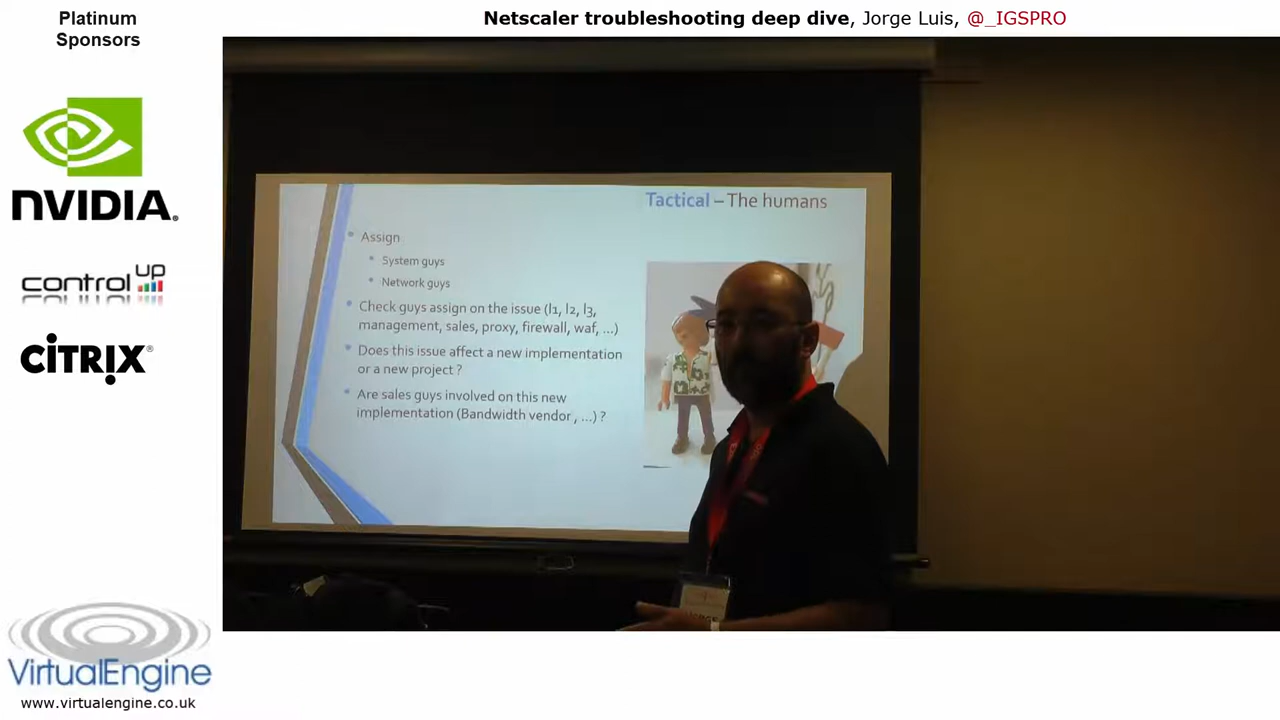 Platinum
Sponsors
Netscaler troubleshooting deep dive, Jorge Luis, @_IGSPRO
NVIDIA.
control UP
CİTRIX®
VirtualEngine
www.virtualengine.co.uk
Tactical – The humans
Assign
System guys
Network guys
Check guys assign on the issue (l1, l2, l3,
management, sales, proxy, firewall, waf, ...)
Does this issue affect a new implementation
or a new project ?
Are sales guys involved on this new
implementation (Bandwidth vendor , ...) ?